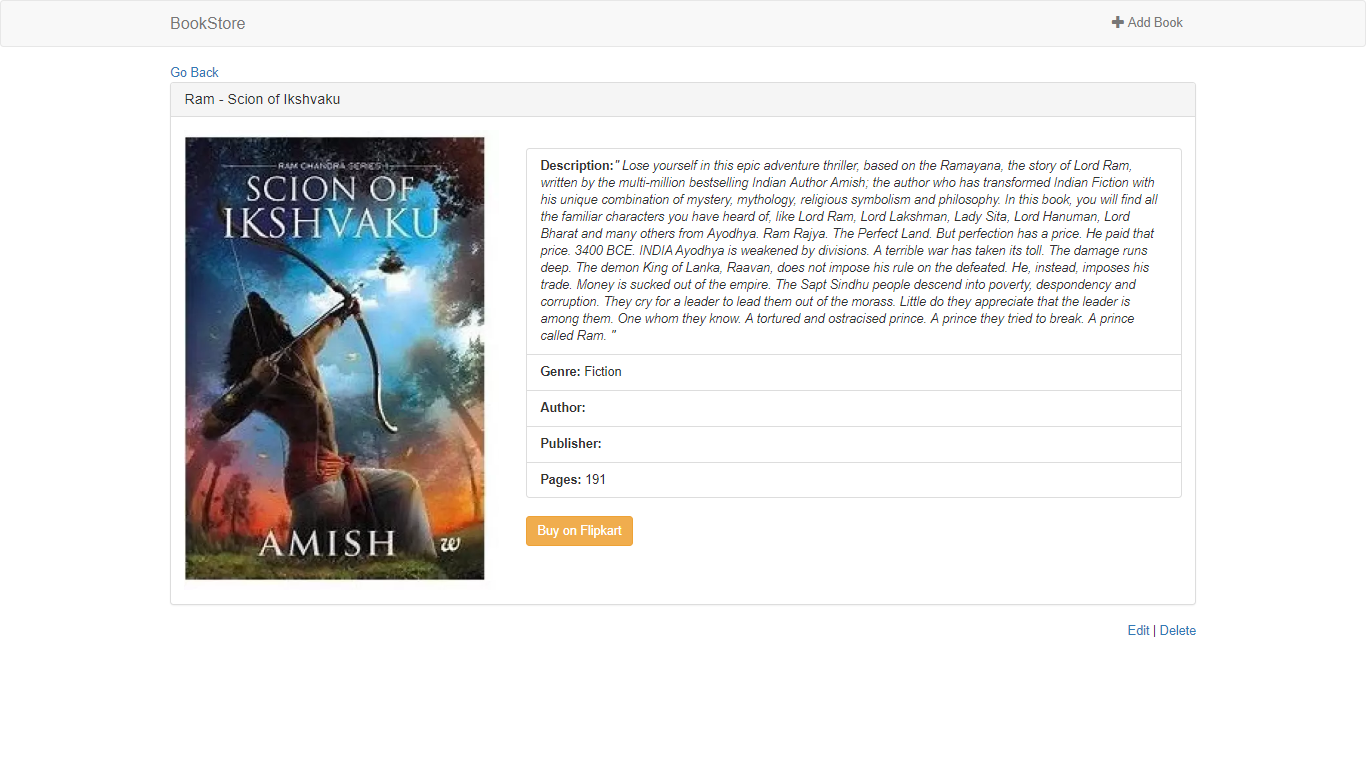 BookStore
Add Book
Go Back
Ram - Scion of Ikshvaku
RAM CHANDRA SERIES 1
SCION OF
IKSHVAKU
AMISH
w
Description:" Lose yourself in this epic adventure thriller, based on the Ramayana, the story of Lord Ram,
written by the multi-million bestselling Indian Author Amish; the author who has transformed Indian Fiction with
his unique combination of mystery, mythology, religious symbolism and philosophy. In this book, you will find all
the familiar characters you have heard of, like Lord Ram, Lord Lakshman, Lady Sita, Lord Hanuman, Lord
Bharat and many others from Ayodhya. Ram Rajya. The Perfect Land. But perfection has a price. He paid that
price. 3400 BCE. INDIA Ayodhya is weakened by divisions. A terrible war has taken its toll. The damage runs
deep. The demon King of Lanka, Raavan, does not impose his rule on the defeated. He, instead, imposes his
trade. Money is sucked out of the empire. The Sapt Sindhu people descend into poverty, despondency and
corruption. They cry for a leader to lead them out of the morass. Little do they appreciate that the leader is
among them. One whom they know. A tortured and ostracised prince. A prince they tried to break. A prince
called Ram. "
Genre: Fiction
Author:
Publisher:
Pages: 191
Buy on Flipkart
Edit | Delete